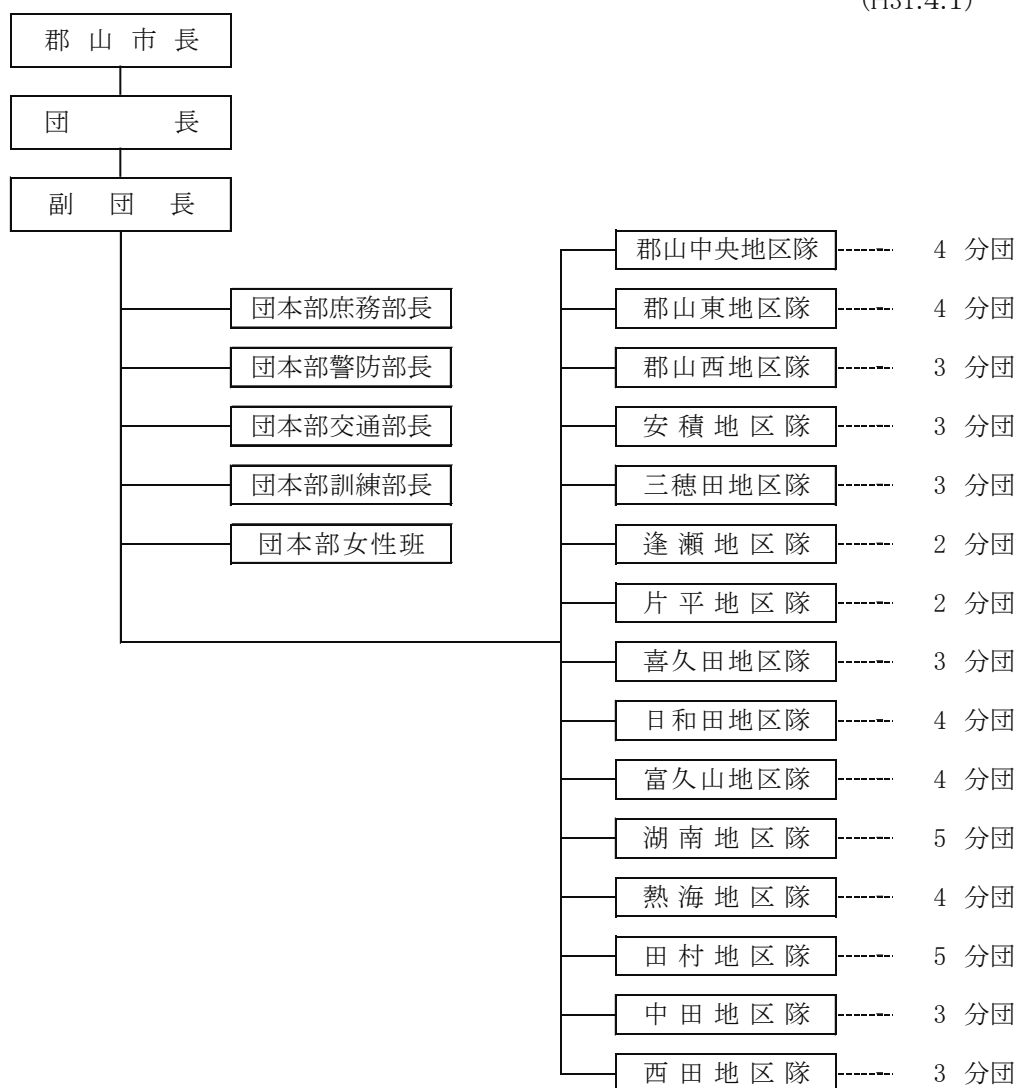 (H31.4.1)
郡山市長
団長
副団長
団本部庶務部長
団本部警防部長
団本部交通部長
団本部訓練部長
団本部女性班
郡山中央地区隊 4 分団
郡山東地区隊 4 分団
郡山西地区隊 3 分団
安積地区隊 3 分団
三穂田地区隊 3 分団
逢瀬地区隊 2 分団
片平地区隊 2 分団
喜久田地区隊 3 分団
日和田地区隊 4 分団
富久山地区隊 4 分団
湖南地区隊 5 分団
熱海地区隊 4 分団
田村地区隊 5 分団
中田地区隊 3 分団
西田地区隊 3 分団